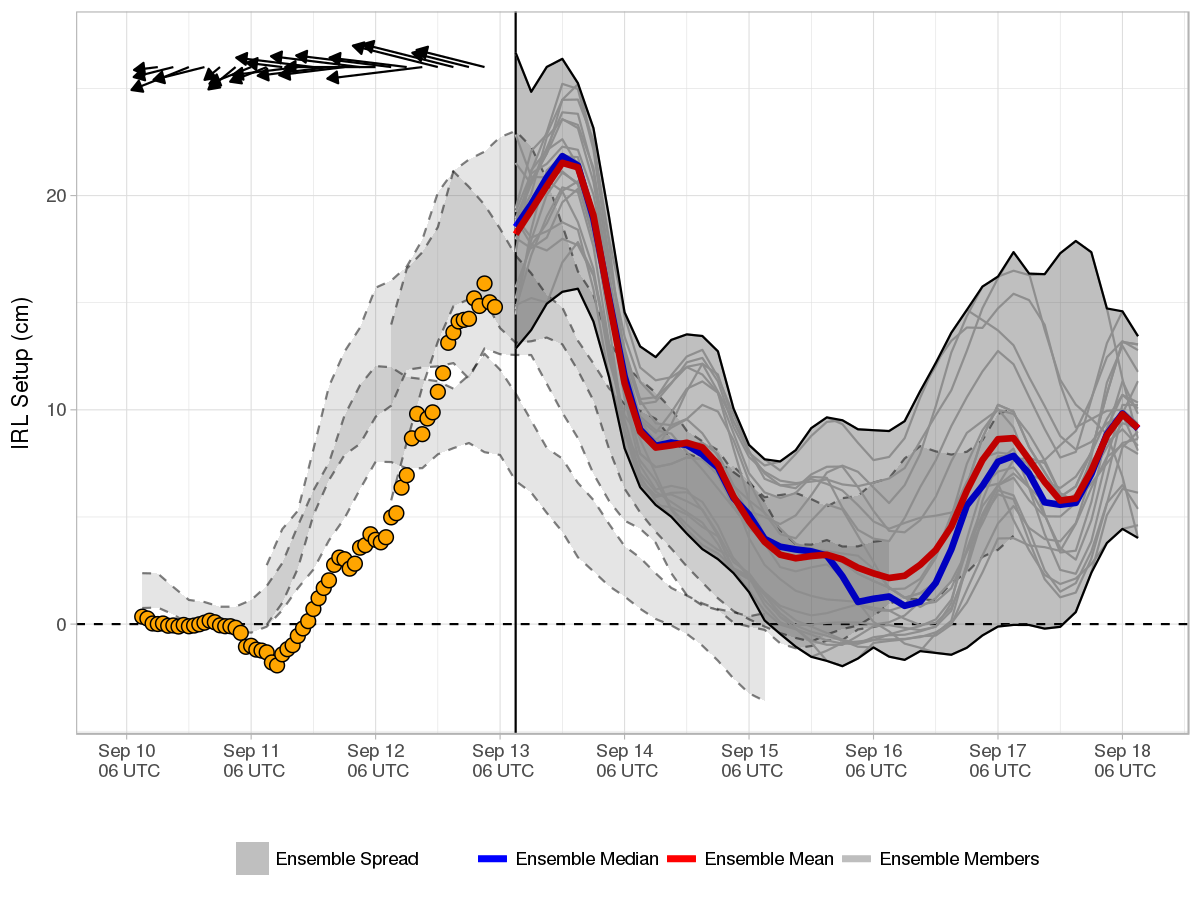 IRL Setup (cm)
20
10
0
Sep 10 Sep 11 Sep 12 Sep 13 Sep 14 Sep 15 Sep 16 Sep 17 Sep 18
06 UTC 06 UTC 06 UTC 06 UTC 06 UTC 06 UTC 06 UTC 06 UTC 06 UTC
Ensemble Spread Ensemble Median Ensemble Mean Ensemble Members